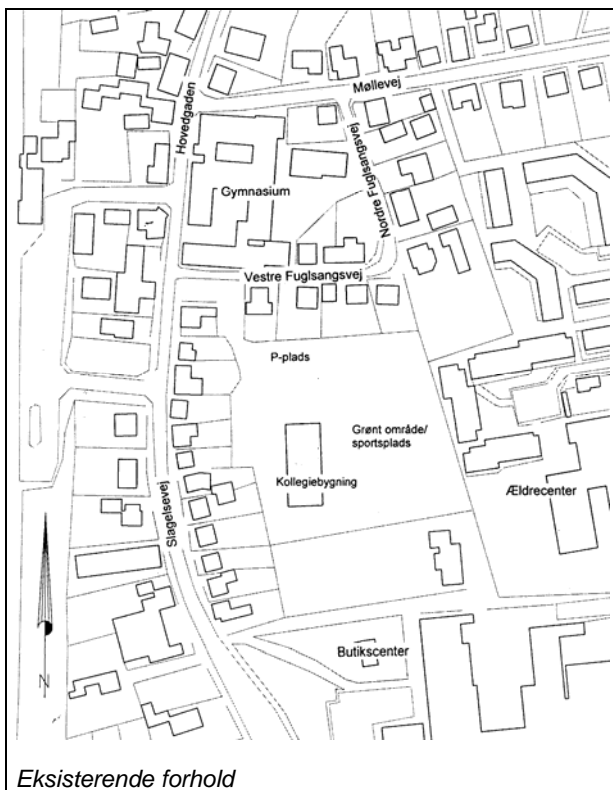 Møllevej
Hovedgaden
Gymnasium
Nordre Fuglsangsvej
Vestre Fuglsangsvej
P-plads
Grønt område/
sportsplads
Kollegiebygning
Ældrecenter
Slagelsevej
Butikscenter
N
Eksisterende forhold